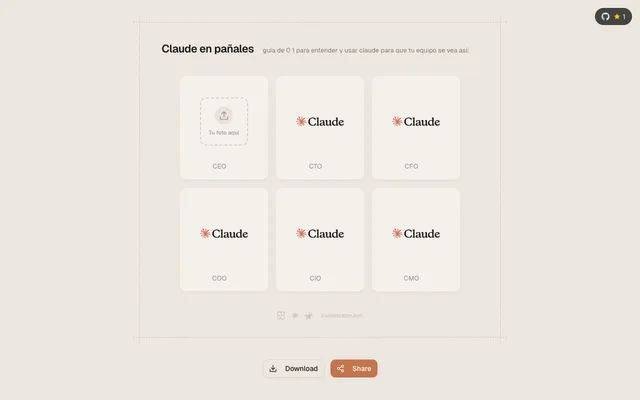 1
Claude en pañales guía de 0 1 para entender y usar claude para que tu equipo se vea así:
Tu foto aquí
Claude
Claude
CEO
CTO
CFO
Claude
Claude
Claude
COO
CIO
CMO
Download
Share